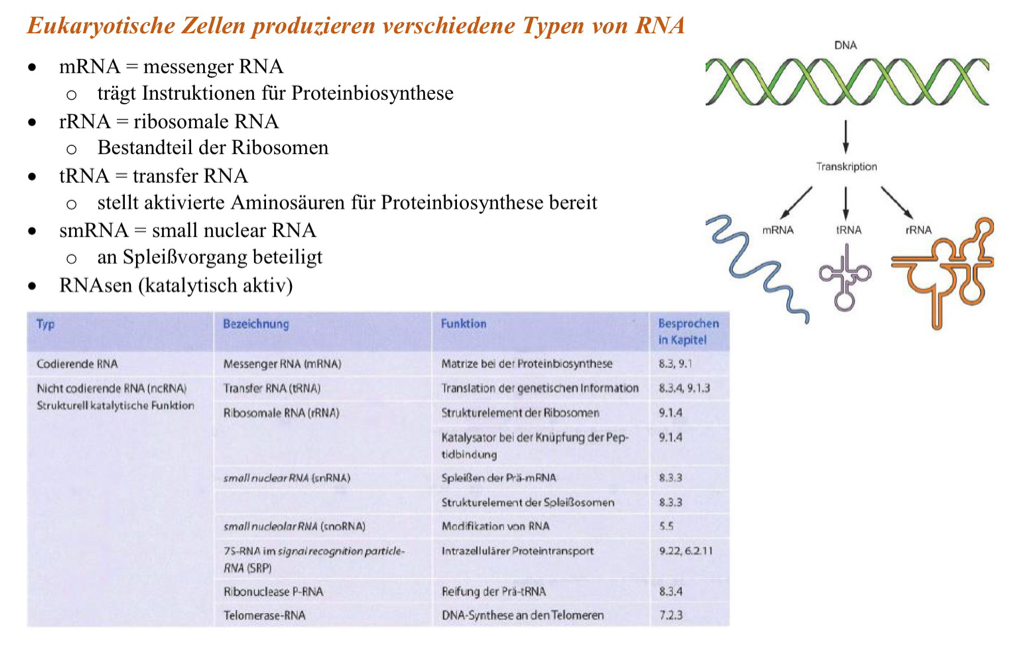 Eukaryotische Zellen produzieren verschiedene Typen von RNA
• mRNA = messenger RNA
o trägt Instruktionen für Proteinbiosynthese
• rRNA = ribosomale RNA
o Bestandteil der Ribosomen
• tRNA = transfer RNA
o stellt aktivierte Aminosäuren für Proteinbiosynthese bereit
• smRNA = small nuclear RNA
o an Spleißvorgang beteiligt
• RNAsen (katalytisch aktiv)
DNA
Transkription
mRNA tRNA rRNA
Typ Bezeichnung Funktion Besprochen
in Kapitel
Codierende RNA Messenger RNA (mRNA) Matrize bei der Proteinbiosynthese 8.3, 9.1
Nicht codierende RNA (ncRNA) Transfer RNA (tRNA) Translation der genetischen Information 8.3.4, 9.1.3
Strukturell katalytische Funktion
Ribosomale RNA (rRNA) Strukturelement der Ribosomen 9.1.4
Katalysator bei der Knüpfung der Pep- 9.1.4
tidbindung
small nuclear RNA (snRNA) Spleißen der Prä-mRNA 8.3.3
Strukturelement der Spleißosomen 8.3.3
small nucleolar RNA (snoRNA) Modifikation von RNA 5.5
7S-RNA im signal recognition particle- Intrazellulärer Proteintransport 9.22, 6.2.11
RNA (SRP)
Ribonuclease P-RNA Reifung der Prä-tRNA 8.3.4
Telomerase-RNA DNA-Synthese an den Telomeren 7.2.3